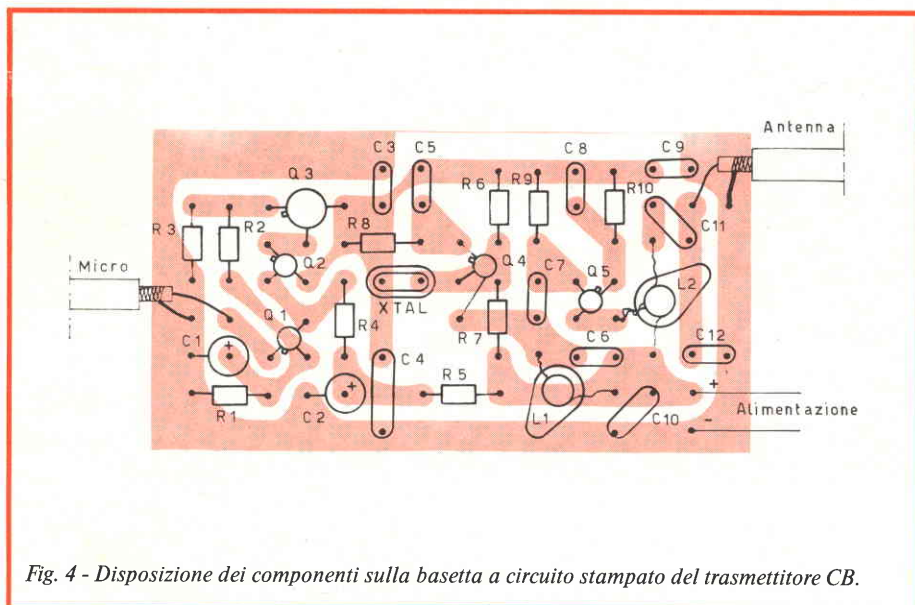 Antenna
C3 C5 C8 C9
Q3
R6 R9 R10
R3 R2 R8 C11
Q2 Q4
Micro
C7 Q5 L2
XTAL
Q1 R4 R7
C1 C4 C6 C12
+
R5 +
R1 C2 + L1 C10 Alimentazione
-
Fig. 4 - Disposizione dei componenti sulla basetta a circuito stampato del trasmettitore CB.